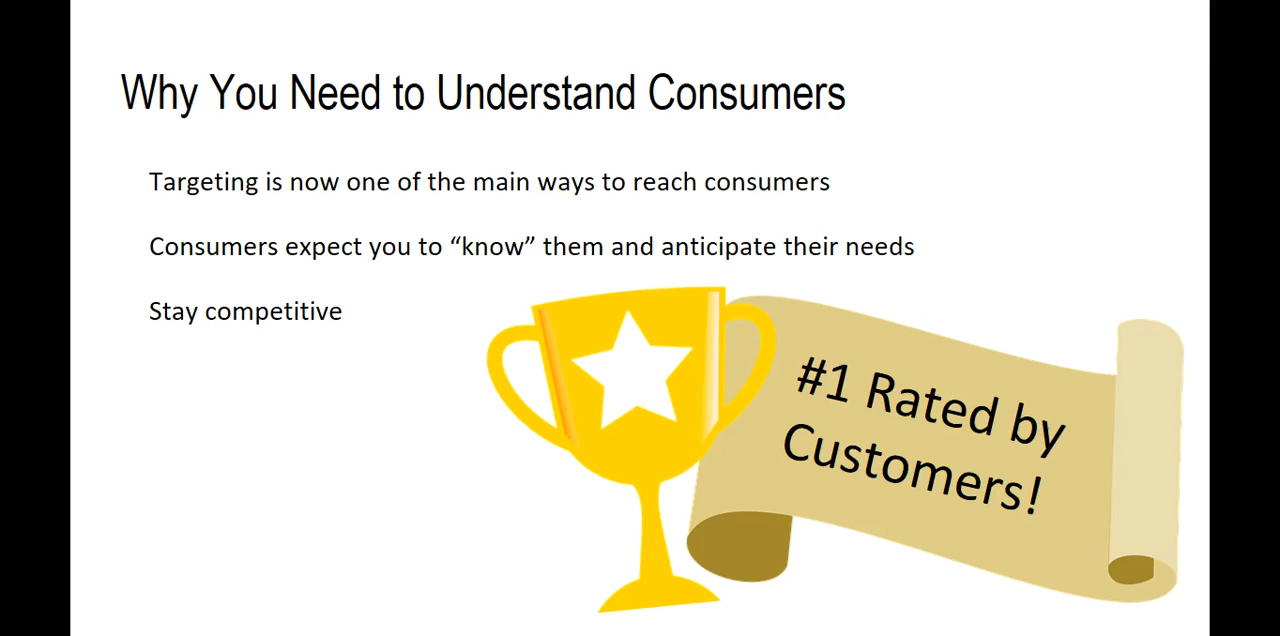 Why You Need to Understand Consumers
Targeting is now one of the main ways to reach consumers
Consumers expect you to “know” them and anticipate their needs
Stay competitive
#1 Rated by
Customers!